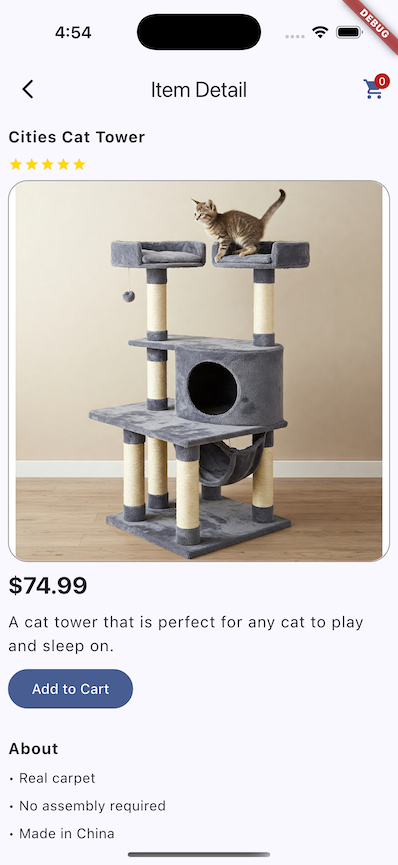 4:54
DEBUG
Item Detail
0
Cities Cat Tower
$74.99
A cat tower that is perfect for any cat to play
and sleep on.
Add to Cart
About
• Real carpet
• No assembly required
• Made in China